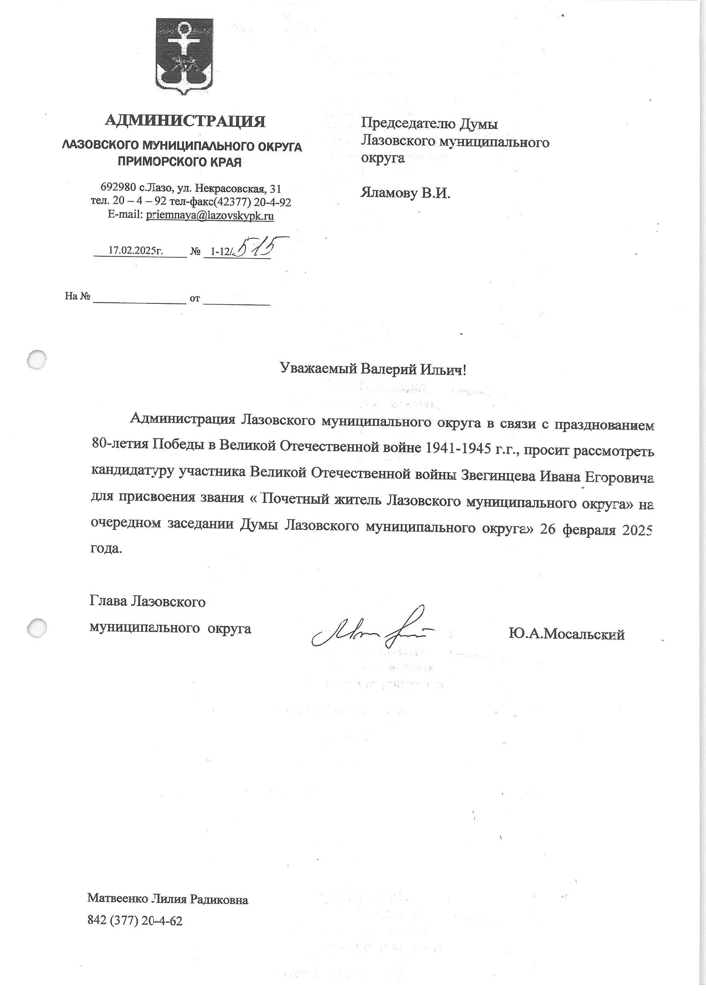 АДМИНИСТРАЦИЯ
ЛАЗОВСКОГО МУНИЦИПАЛЬНОГО ОКРУГА
ПРИМОРСКОГО КРАЯ
692980 с.Лазо, ул. Некрасовская, 31
тел. 20 – 4 – 92 тел-факс(42377) 20-4-92
E-mail: priemnaya@lazovskypk.ru
17.02.2025г. № 1-12/515
На № ______________ от __________
Председателю Думы
Лазовского муниципального
округа
Яламову В.И.
Уважаемый Валерий Ильич!
Администрация Лазовского муниципального округа в связи с празднованием
80-летия Победы в Великой Отечественной войне 1941-1945 г.г., просит рассмотреть
кандидатуру участника Великой Отечественной войны Звегинцева Ивана Егоровича
для присвоения звания « Почетный житель Лазовского муниципального округа» на
очередном заседании Думы Лазовского муниципального округа» 26 февраля 2025
года.
Глава Лазовского
муниципального округа Ю.А.Мосальский
Матвеенко Лилия Радиковна
842 (377) 20-4-62